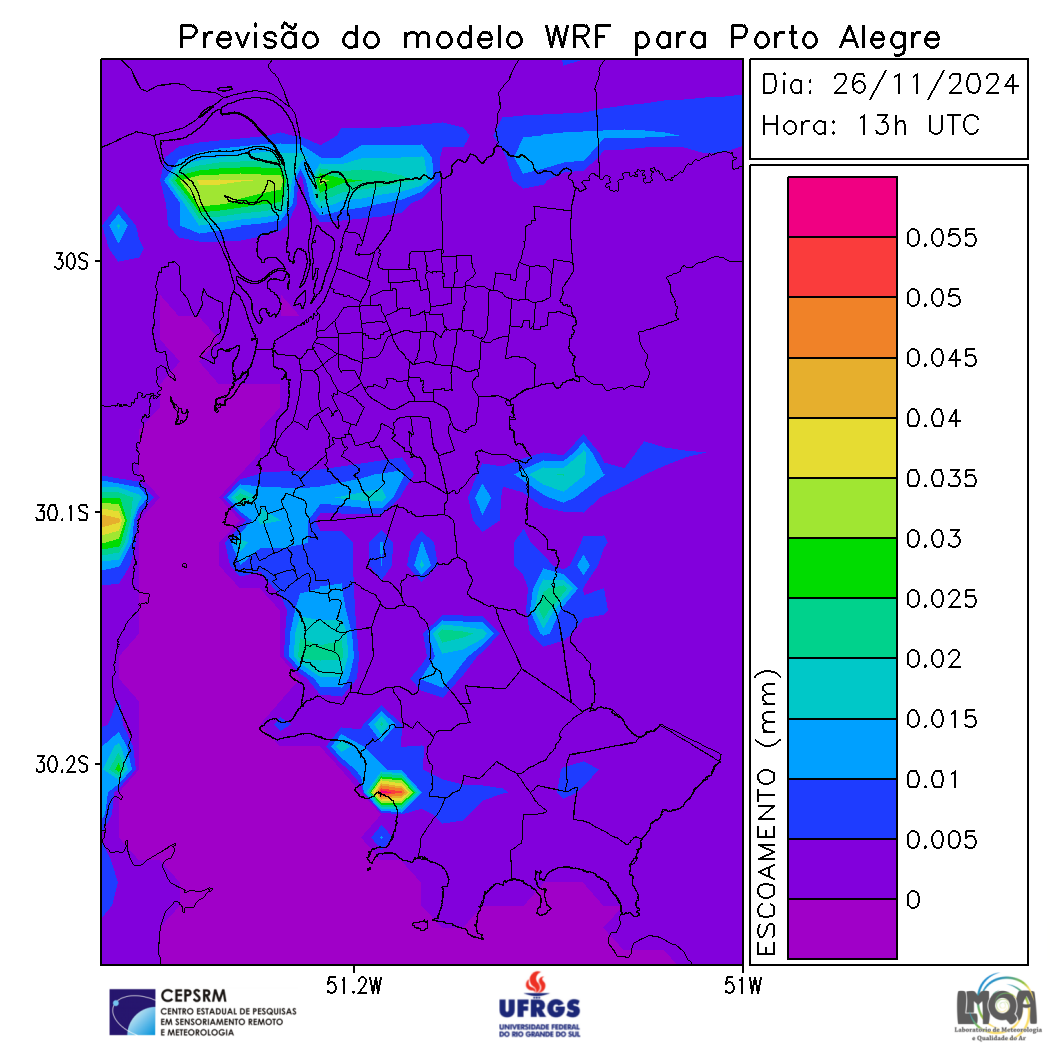 Previsão do modelo WRF para Porto Alegre
Dia: 26/11/2024
Hora: 13h UTC
30S
30.1S
30.2S
51.2W
51W
ESCOAMENTO (mm)
0.055
0.05
0.045
0.04
0.035
0.03
0.025
0.02
0.015
0.01
0.005
0
CEPSRM
CENTRO ESTADUAL DE PESQUISAS
EM SENSORIAMENTO REMOTO
E METEOROLOGIA
UFRGS
UNIVERSIDADE FEDERAL
DO RIO GRANDE DO SUL
LMQA
Laboratório de Meteorologia
e Qualidade do Ar